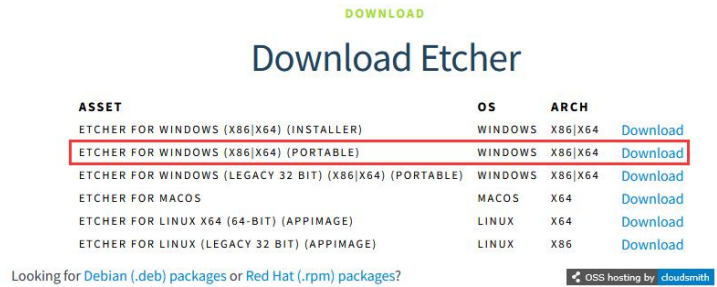 DOWNLOAD
Download Etcher
ASSET OS ARCH
ETCHER FOR WINDOWS (X86|X64) (INSTALLER) WINDOWS X86|X64 Download
ETCHER FOR WINDOWS (X86|X64) (PORTABLE) WINDOWS X86|X64 Download
ETCHER FOR WINDOWS (LEGACY 32 BIT) (X86|X64) (PORTABLE) WINDOWS X86|X64 Download
ETCHER FOR MACOS MACOS X64 Download
ETCHER FOR LINUX X64 (64-BIT) (APPIMAGE) LINUX X64 Download
ETCHER FOR LINUX (LEGACY 32 BIT) (APPIMAGE) LINUX X86 Download
Looking for Debian (.deb) packages or Red Hat (.rpm) packages? OSS hosting by cloudsmith